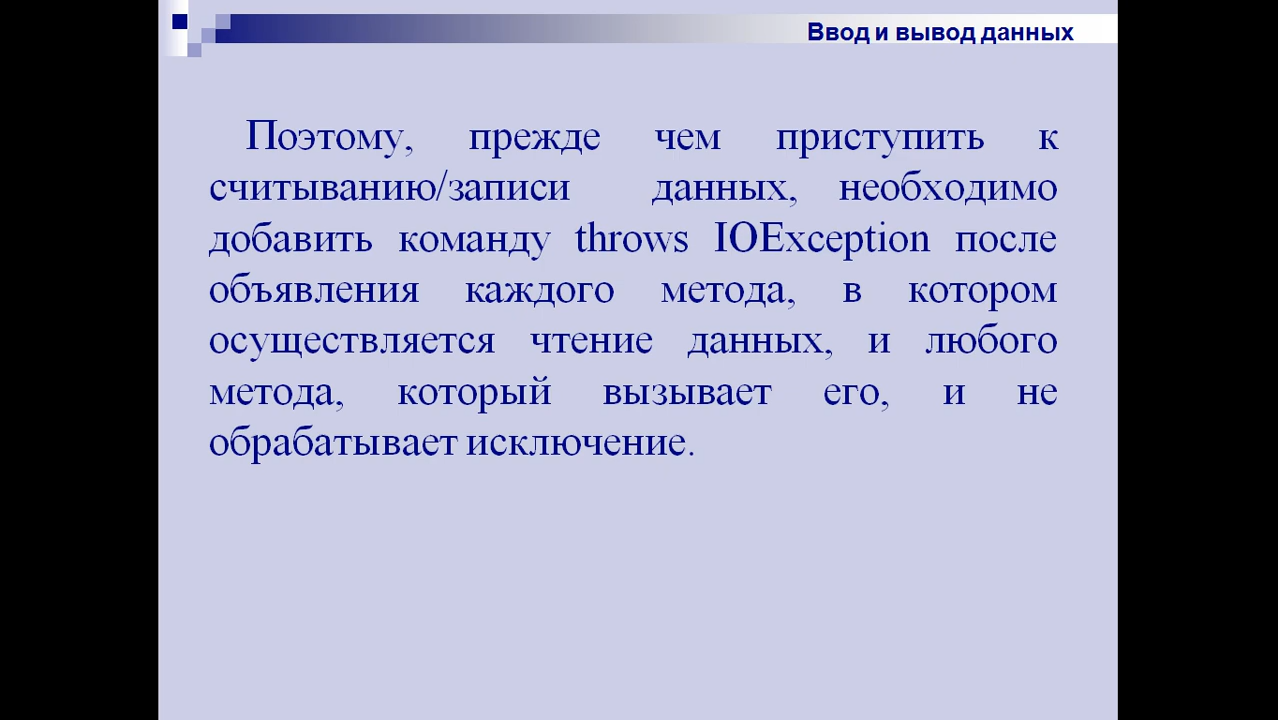 Ввод и вывод данных
Поэтому, прежде чем приступить к
считыванию/записи данных, необходимо
добавить команду throws IOException после
объявления каждого метода, в котором
осуществляется чтение данных, и любого
метода, который вызывает его, и не
обрабатывает исключение.